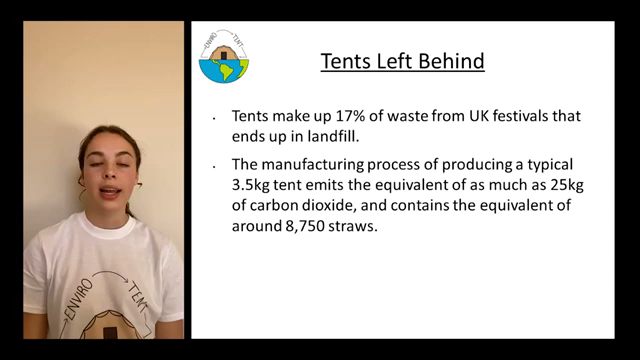 ENVIRO TENT
Tents Left Behind
• Tents make up 17% of waste from UK festivals that
ends up in landfill.
• The manufacturing process of producing a typical
3.5kg tent emits the equivalent of as much as 25kg
of carbon dioxide, and contains the equivalent of
around 8,750 straws.
ENVIRO TENT